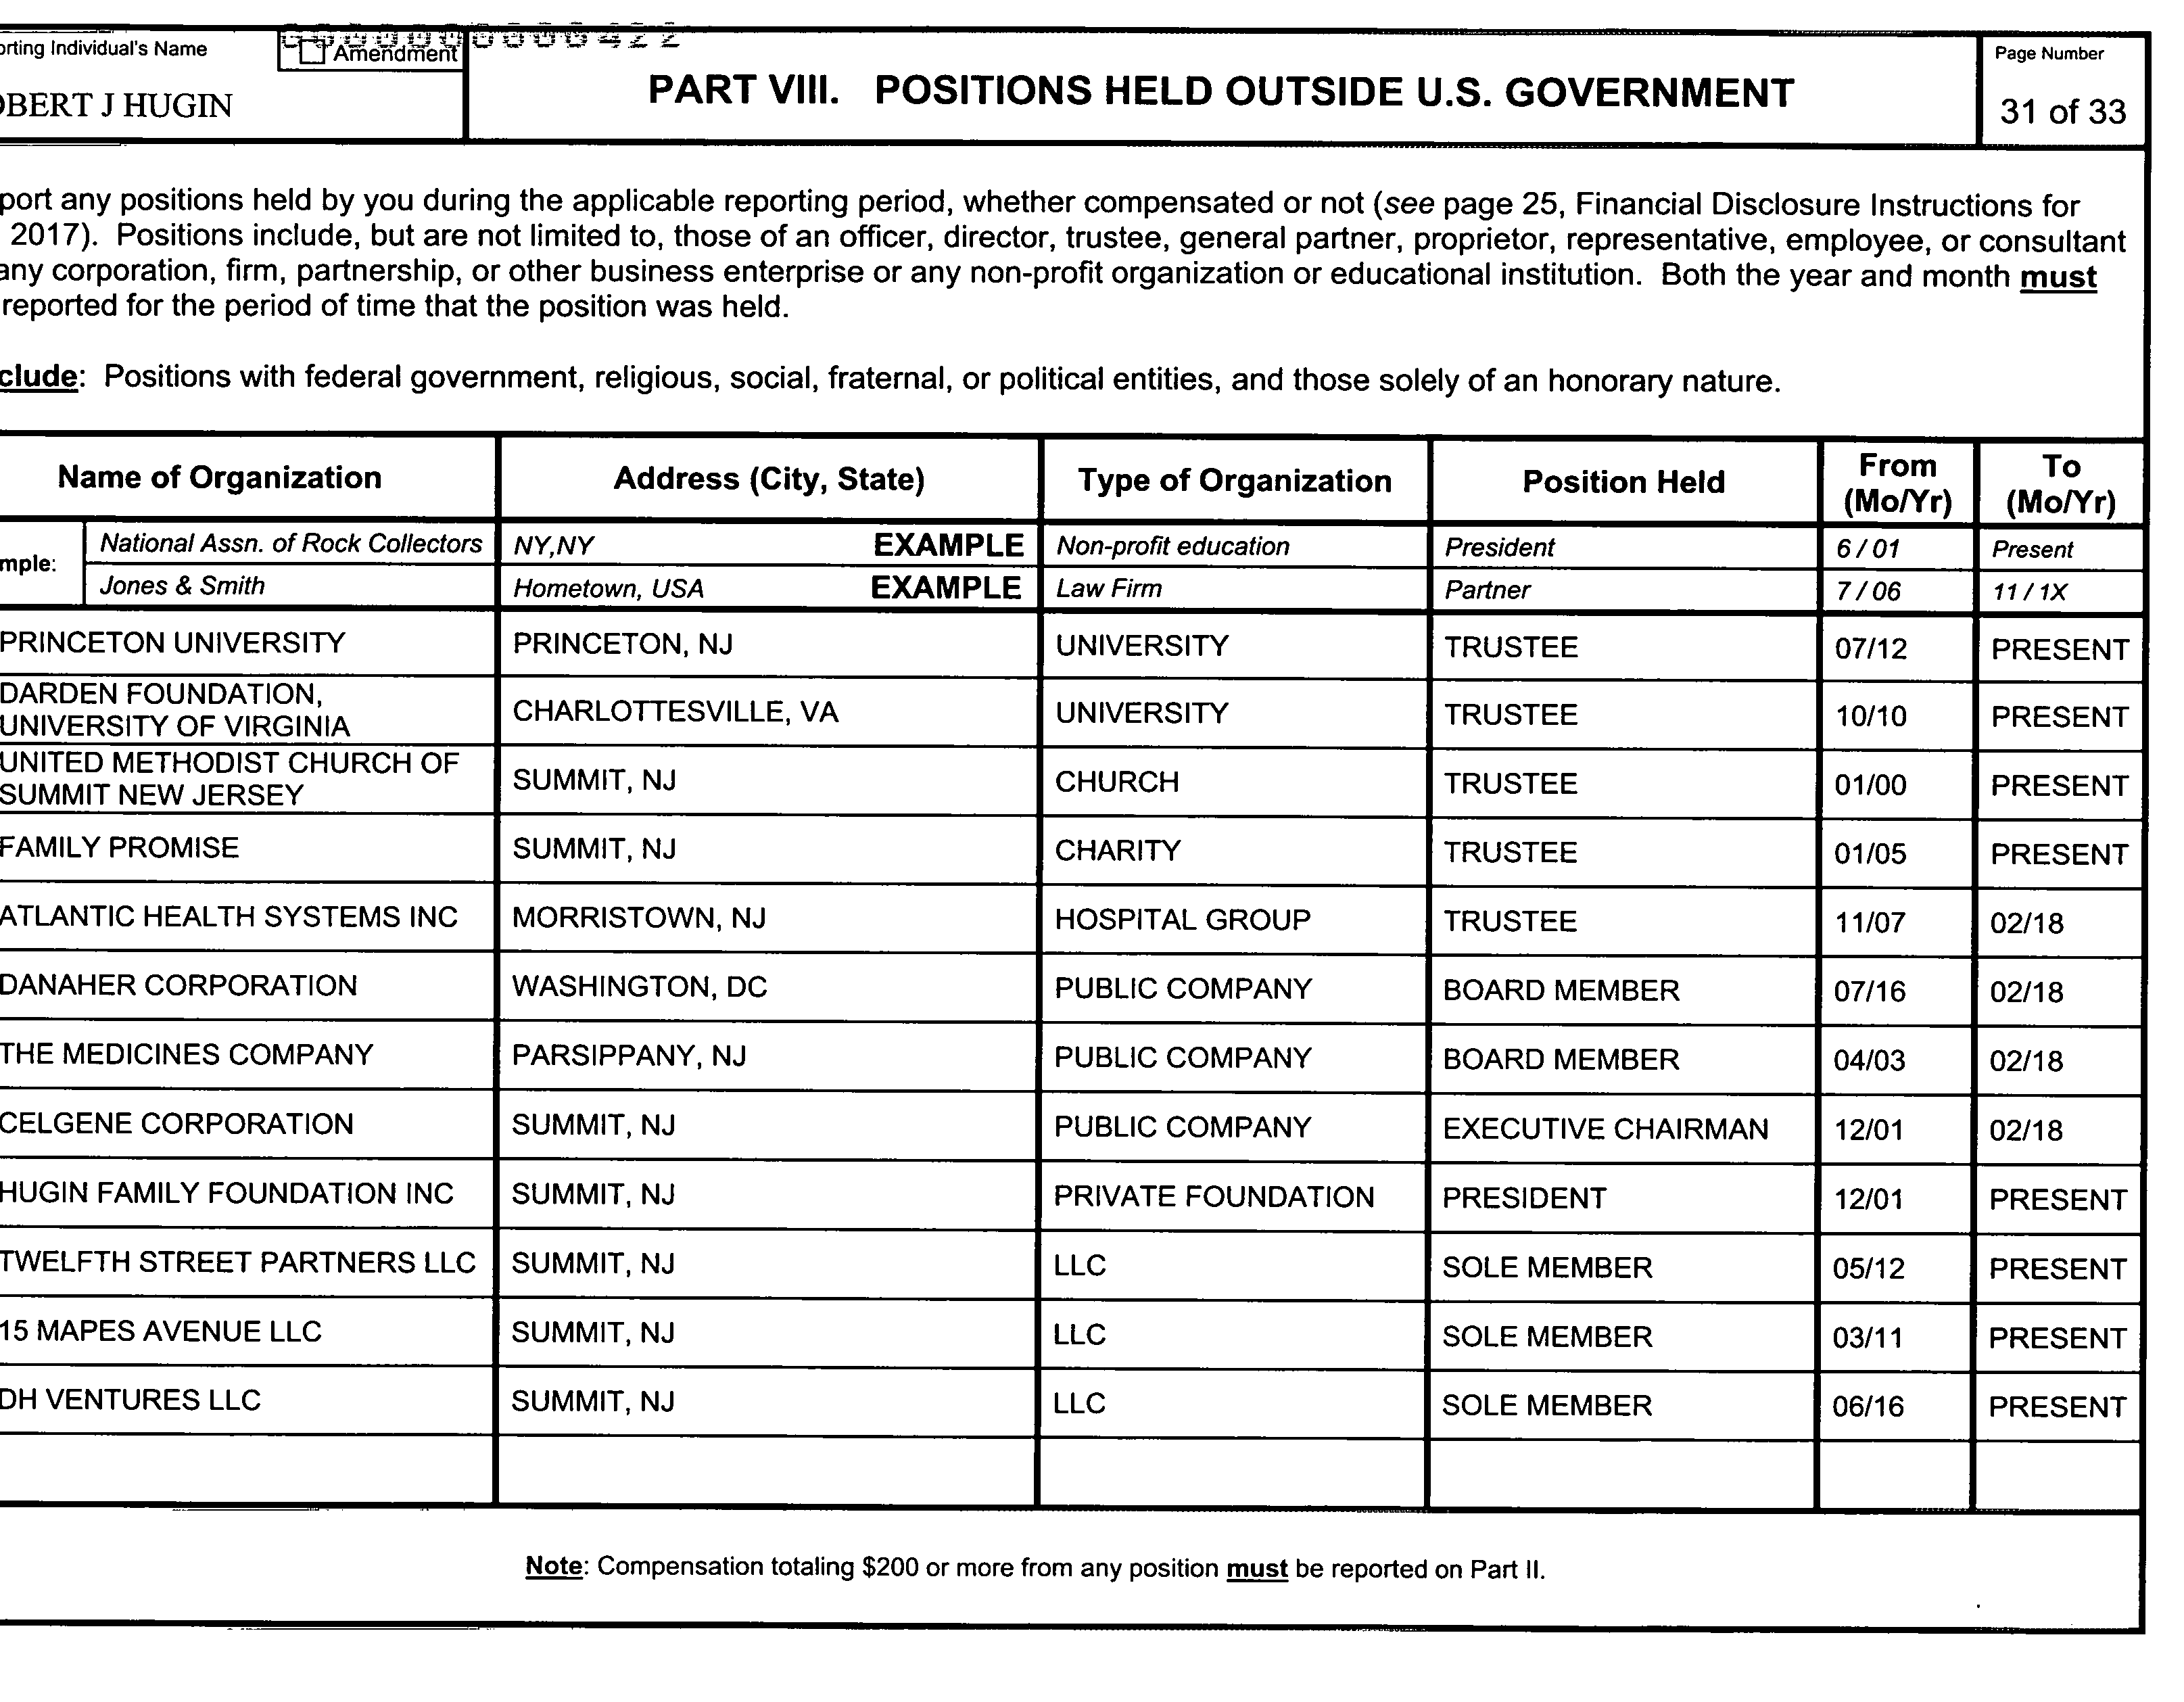 orting Individual's Name
Amendment
OBERT J HUGIN
PART VIII. POSITIONS HELD OUTSIDE U.S. GOVERNMENT
Page Number
31 of 33
port any positions held by you during the applicable reporting period, whether compensated or not (see page 25, Financial Disclosure Instructions for
2017). Positions include, but are not limited to, those of an officer, director, trustee, general partner, proprietor, representative, employee, or consultant
any corporation, firm, partnership, or other business enterprise or any non-profit organization or educational institution. Both the year and month must
reported for the period of time that the position was held.
clude: Positions with federal government, religious, social, fraternal, or political entities, and those solely of an honorary nature.
Name of Organization Address (City, State) Type of Organization Position Held From (Mo/Yr) To (Mo/Yr)
mple: National Assn. of Rock Collectors NY,NY EXAMPLE Non-profit education President 6 / 01 Present
Jones & Smith Hometown, USA EXAMPLE Law Firm Partner 7 / 06 11 / 1X
PRINCETON UNIVERSITY PRINCETON, NJ UNIVERSITY TRUSTEE 07/12 PRESENT
DARDEN FOUNDATION,
UNIVERSITY OF VIRGINIA CHARLOTTESVILLE, VA UNIVERSITY TRUSTEE 10/10 PRESENT
UNITED METHODIST CHURCH OF
SUMMIT NEW JERSEY SUMMIT, NJ CHURCH TRUSTEE 01/00 PRESENT
FAMILY PROMISE SUMMIT, NJ CHARITY TRUSTEE 01/05 PRESENT
ATLANTIC HEALTH SYSTEMS INC MORRISTOWN, NJ HOSPITAL GROUP TRUSTEE 11/07 02/18
DANAHER CORPORATION WASHINGTON, DC PUBLIC COMPANY BOARD MEMBER 07/16 02/18
THE MEDICINES COMPANY PARSIPPANY, NJ PUBLIC COMPANY BOARD MEMBER 04/03 02/18
CELGENE CORPORATION SUMMIT, NJ PUBLIC COMPANY EXECUTIVE CHAIRMAN 12/01 02/18
HUGIN FAMILY FOUNDATION INC SUMMIT, NJ PRIVATE FOUNDATION PRESIDENT 12/01 PRESENT
TWELFTH STREET PARTNERS LLC SUMMIT, NJ LLC SOLE MEMBER 05/12 PRESENT
15 MAPES AVENUE LLC SUMMIT, NJ LLC SOLE MEMBER 03/11 PRESENT
DH VENTURES LLC SUMMIT, NJ LLC SOLE MEMBER 06/16 PRESENT
Note: Compensation totaling $200 or more from any position must be reported on Part II.